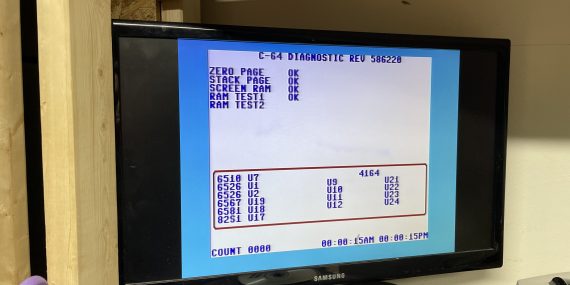 C-64 DIAGNOSTIC REV 586220
ZERO PAGE OK
STACK PAGE OK
SCREEN RAM OK
RAM TEST1 OK
RAM TEST2
4164
6510 U7
6526 U1 U9 U21
6526 U2 U10 U22
6567 U19 U11 U23
6581 U18 U12 U24
82S1 U17
COUNT 0000 00:00:15AM 00:00:15PM
SAMSUNG